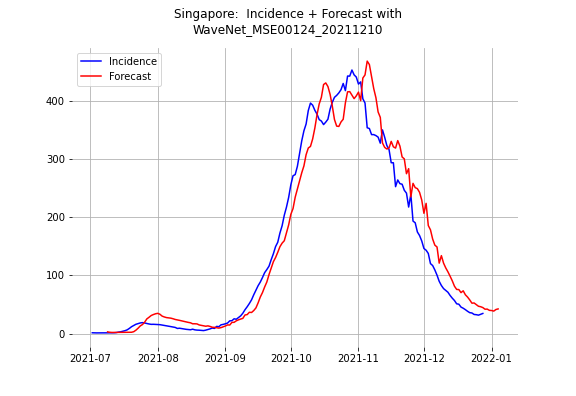 Singapore:  Incidence + Forecast with
WaveNet_MSE00124_20211210
Incidence
Forecast
400
300
200
100
0
2021-07 2021-08 2021-09 2021-10 2021-11 2021-12 2022-01